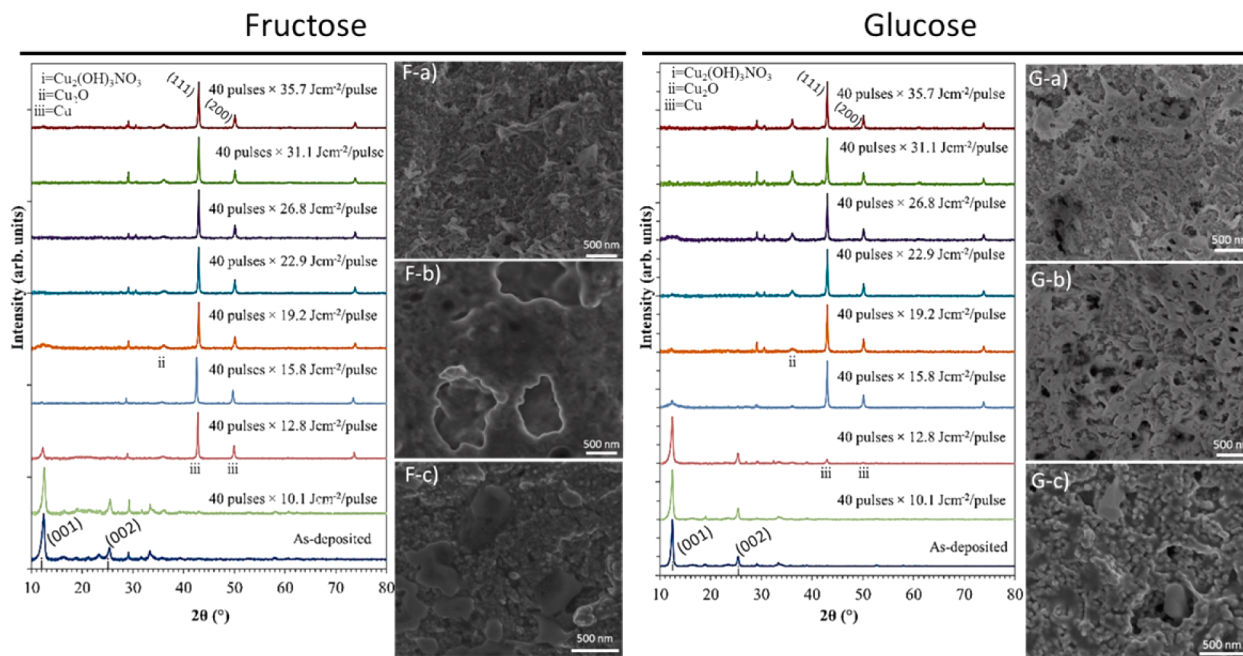 Fructose
Intensity (arb. units)
i=Cu₂(OH)₃NO₃
ii=Cu₂O
iii=Cu
(111)
(200)
40 pulses × 35.7 Jcm⁻²/pulse
40 pulses × 31.1 Jcm⁻²/pulse
40 pulses × 26.8 Jcm⁻²/pulse
40 pulses × 22.9 Jcm⁻²/pulse
40 pulses × 19.2 Jcm⁻²/pulse
ii
40 pulses × 15.8 Jcm⁻²/pulse
40 pulses × 12.8 Jcm⁻²/pulse
iii
iii
40 pulses × 10.1 Jcm⁻²/pulse
(001)
(002)
As-deposited
i
i
10 20 30 40 50 60 70 80
2θ (°)
F-a)
500 nm
F-b)
500 nm
F-c)
500 nm
Glucose
Intensity (arb. units)
i=Cu₂(OH)₃NO₃
ii=Cu₂O
iii=Cu
(111)
(200)
40 pulses × 35.7 Jcm⁻²/pulse
40 pulses × 31.1 Jcm⁻²/pulse
40 pulses × 26.8 Jcm⁻²/pulse
40 pulses × 22.9 Jcm⁻²/pulse
40 pulses × 19.2 Jcm⁻²/pulse
ii
40 pulses × 15.8 Jcm⁻²/pulse
40 pulses × 12.8 Jcm⁻²/pulse
iii
iii
40 pulses × 10.1 Jcm⁻²/pulse
(001)
(002)
As-deposited
10 20 30 40 50 60 70 80
2θ (°)
G-a)
500 nm
G-b)
500 nm
G-c)
500 nm